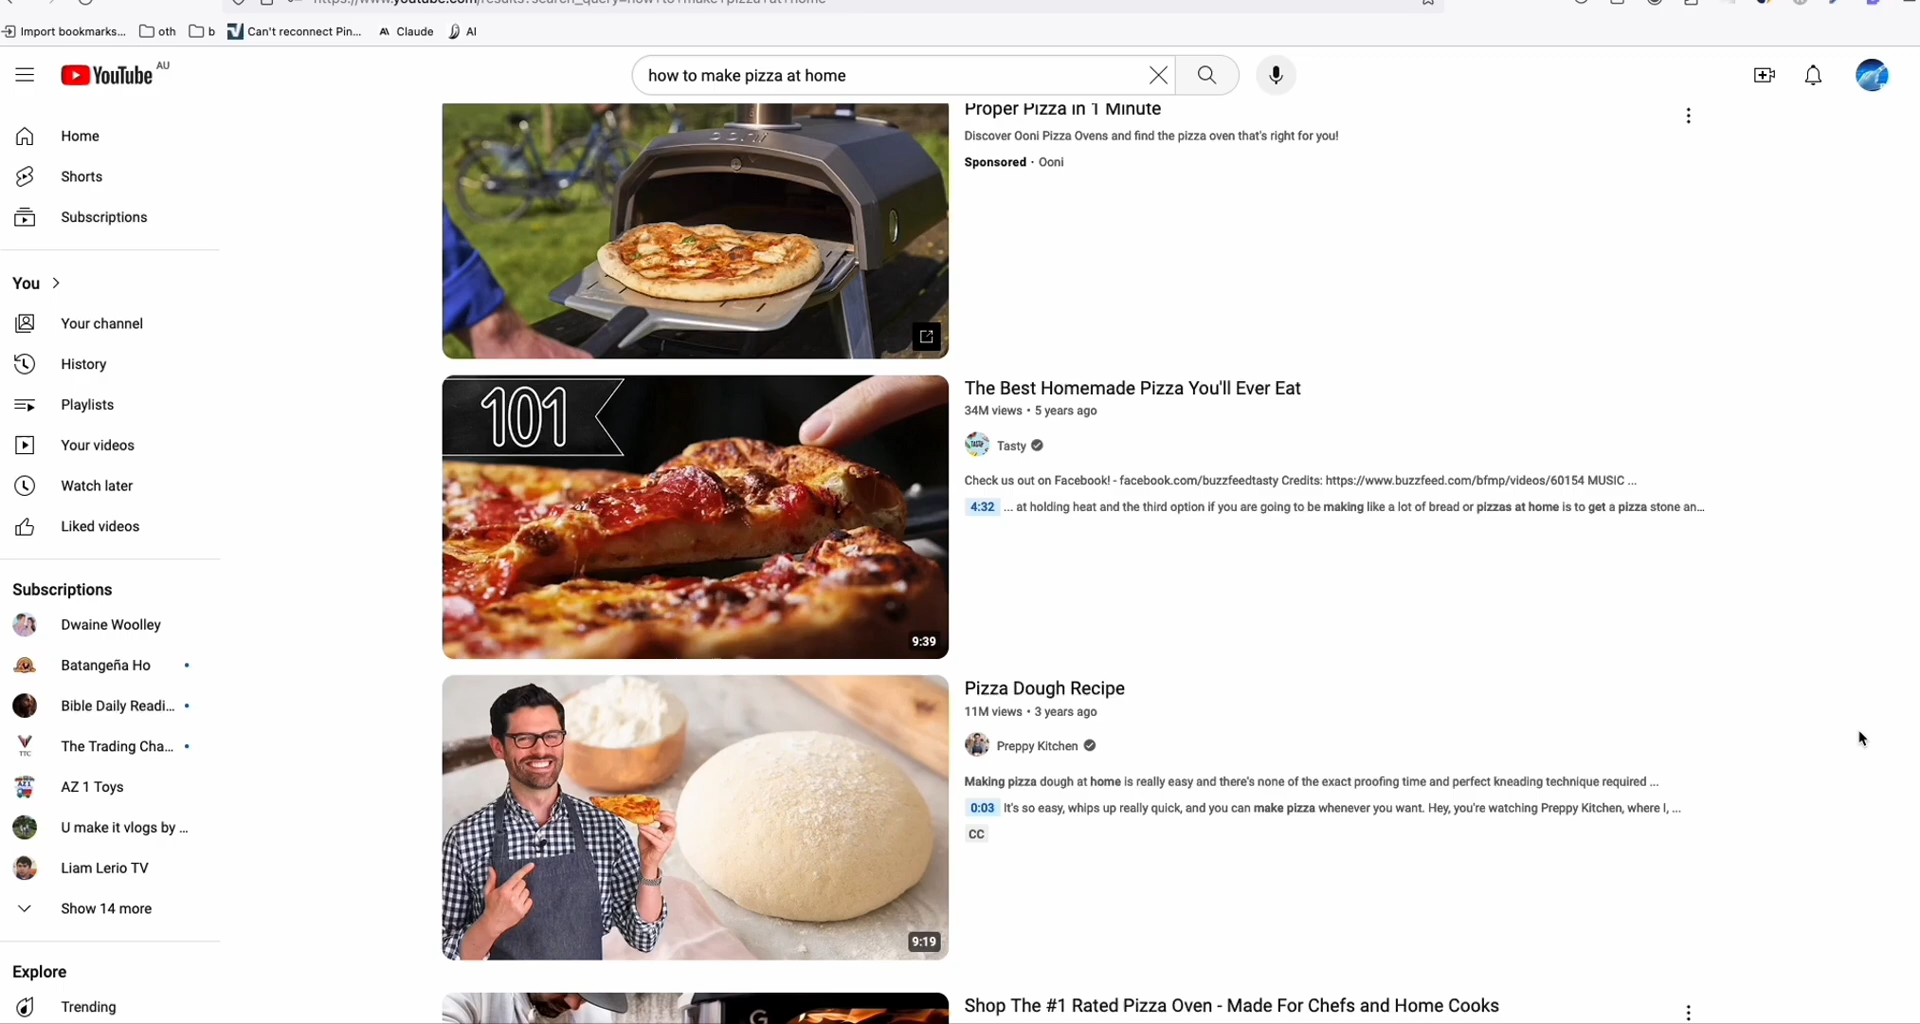 Import bookmarks...
oth
b
Can't reconnect Pin...
Claude
AI
YouTube
AU
how to make pizza at home
Home
Shorts
Subscriptions
You
Your channel
History
Playlists
Your videos
Watch later
Liked videos
Subscriptions
Dwaine Woolley
Batangeña Ho
Bible Daily Readi...
The Trading Cha...
AZ 1 Toys
U make it vlogs by ...
Liam Lerio TV
Show 14 more
Explore
Trending
ooni
Proper Pizza in 1 Minute
Discover Ooni Pizza Ovens and find the pizza oven that's right for you!
Sponsored · Ooni
101
9:39
The Best Homemade Pizza You'll Ever Eat
34M views • 5 years ago
Tasty
Check us out on Facebook! - facebook.com/buzzfeedtasty Credits: https://www.buzzfeed.com/bfmp/videos/60154 MUSIC ...
4:32 ... at holding heat and the third option if you are going to be making like a lot of bread or pizzas at home is to get a pizza stone an...
9:19
Pizza Dough Recipe
11M views • 3 years ago
Preppy Kitchen
Making pizza dough at home is really easy and there's none of the exact proofing time and perfect kneading technique required ...
0:03 It's so easy, whips up really quick, and you can make pizza whenever you want. Hey, you're watching Preppy Kitchen, where I, ...
CC
Shop The #1 Rated Pizza Oven - Made For Chefs and Home Cooks